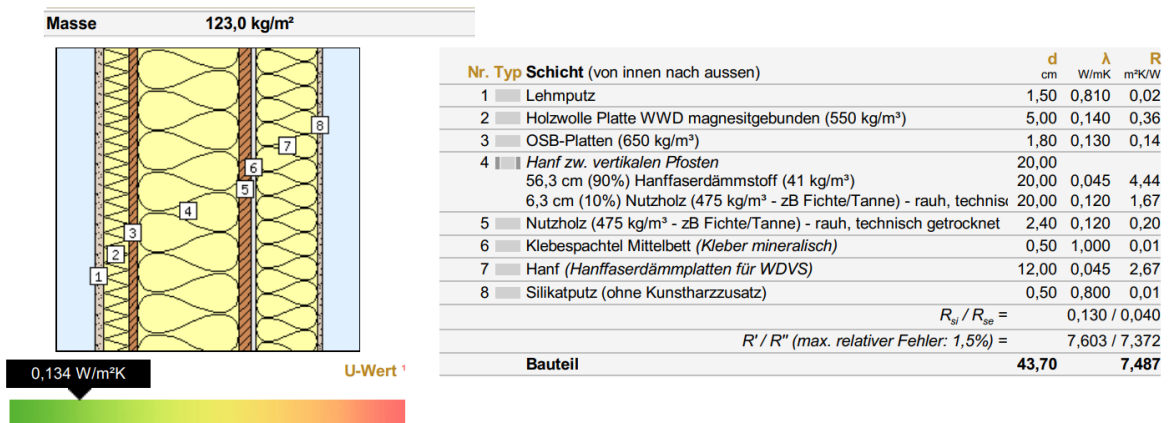 Masse 123,0 kg/m²
1
2
3
4
5
6
7
8
0,134 W/m²K U-Wert ¹
d λ R
Nr. Typ Schicht (von innen nach aussen) cm W/mK m²K/W
1 Lehmputz 1,50 0,810 0,02
2 Holzwolle Platte WWD magnesitgebunden (550 kg/m³) 5,00 0,140 0,36
3 OSB-Platten (650 kg/m³) 1,80 0,130 0,14
4 Hanf zw. vertikalen Pfosten 20,00
56,3 cm (90%) Hanffaserdämmstoff (41 kg/m³) 20,00 0,045 4,44
6,3 cm (10%) Nutzholz (475 kg/m³ - zB Fichte/Tanne) - rauh, technisc 20,00 0,120 1,67
5 Nutzholz (475 kg/m³ - zB Fichte/Tanne) - rauh, technisch getrocknet 2,40 0,120 0,20
6 Klebespachtel Mittelbett (Kleber mineralisch) 0,50 1,000 0,01
7 Hanf (Hanffaserdämmplatten für WDVS) 12,00 0,045 2,67
8 Silikatputz (ohne Kunstharzzusatz) 0,50 0,800 0,01
Rsi / Rse = 0,130 / 0,040
R' / R" (max. relativer Fehler: 1,5%) = 7,603 / 7,372
Bauteil 43,70 7,487